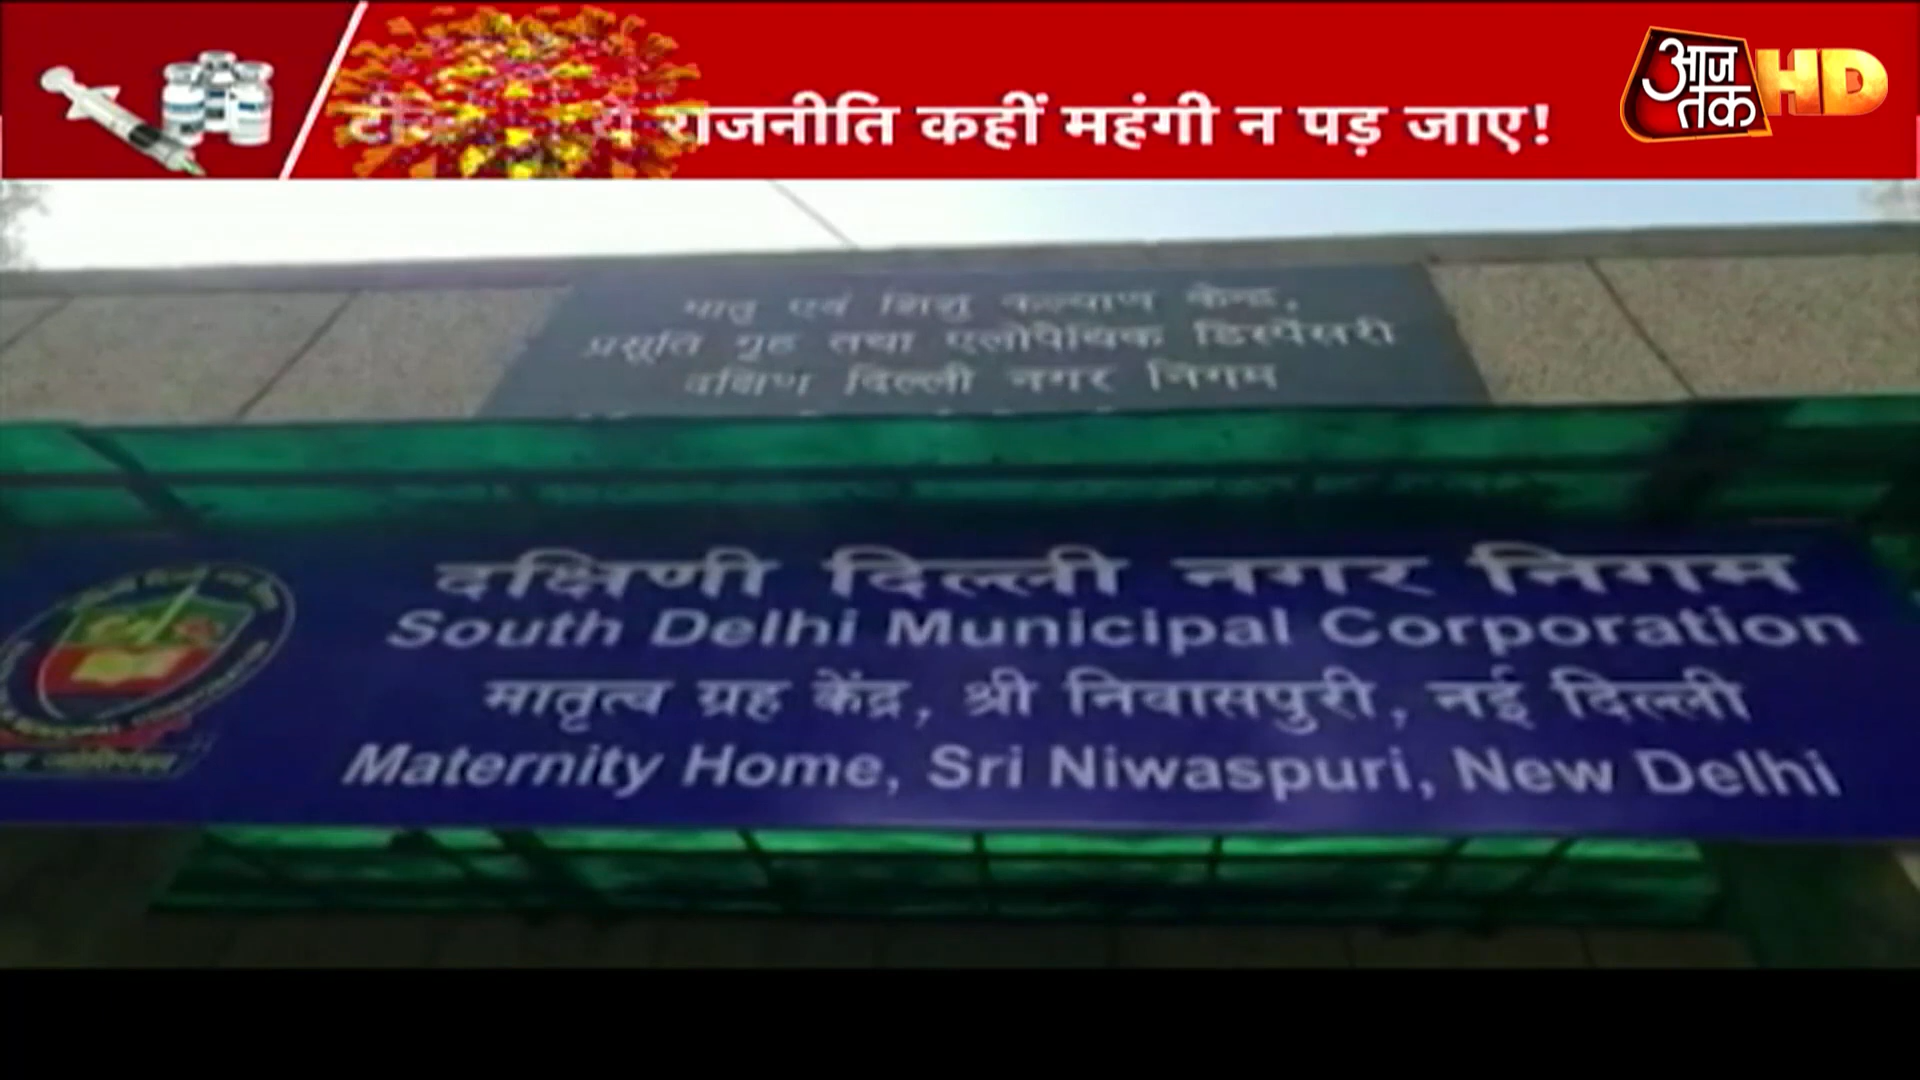 राजनीति कहीं महंगी न पड़ जाए!
आज तक HD
मातृ एवं शिशु कल्याण केन्द्र,
प्रसूति गृह तथा एलोपैथिक डिस्पेंसरी
दक्षिण दिल्ली नगर निगम
दक्षिणी दिल्ली नगर निगम
South Delhi Municipal Corporation
मातृत्व ग्रह केंद्र, श्री निवासपुरी, नई दिल्ली
Maternity Home, Sri Niwaspuri, New Delhi